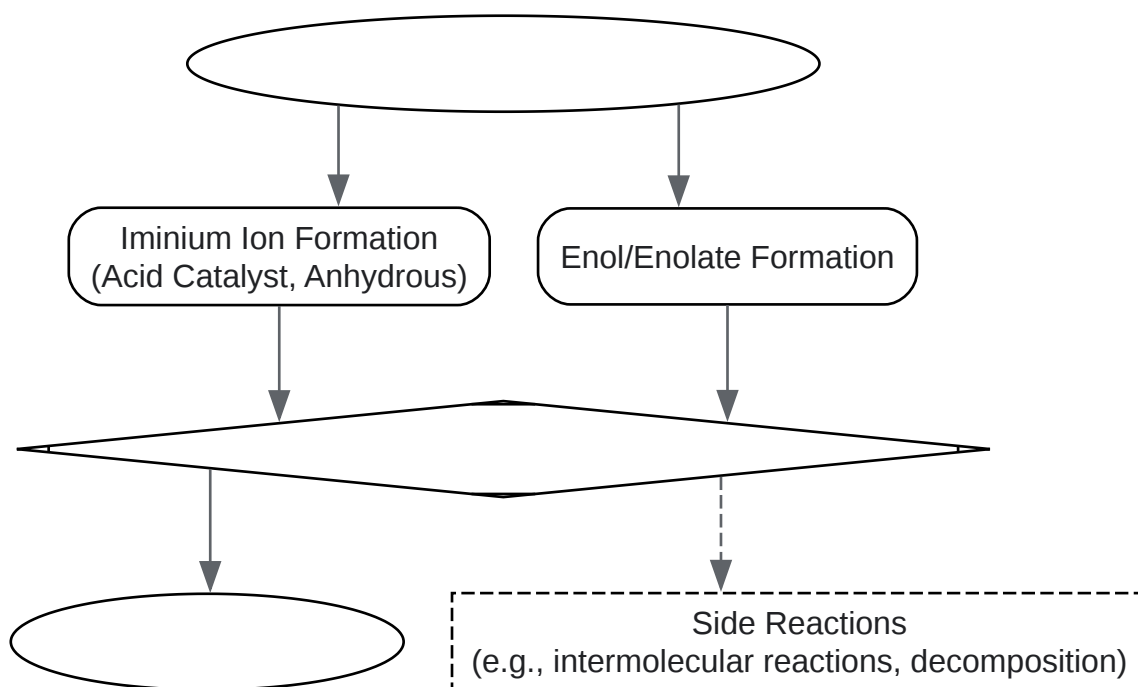 Iminium Ion Formation
(Acid Catalyst, Anhydrous)
Enol/Enolate Formation
Side Reactions
(e.g., intermolecular reactions, decomposition)